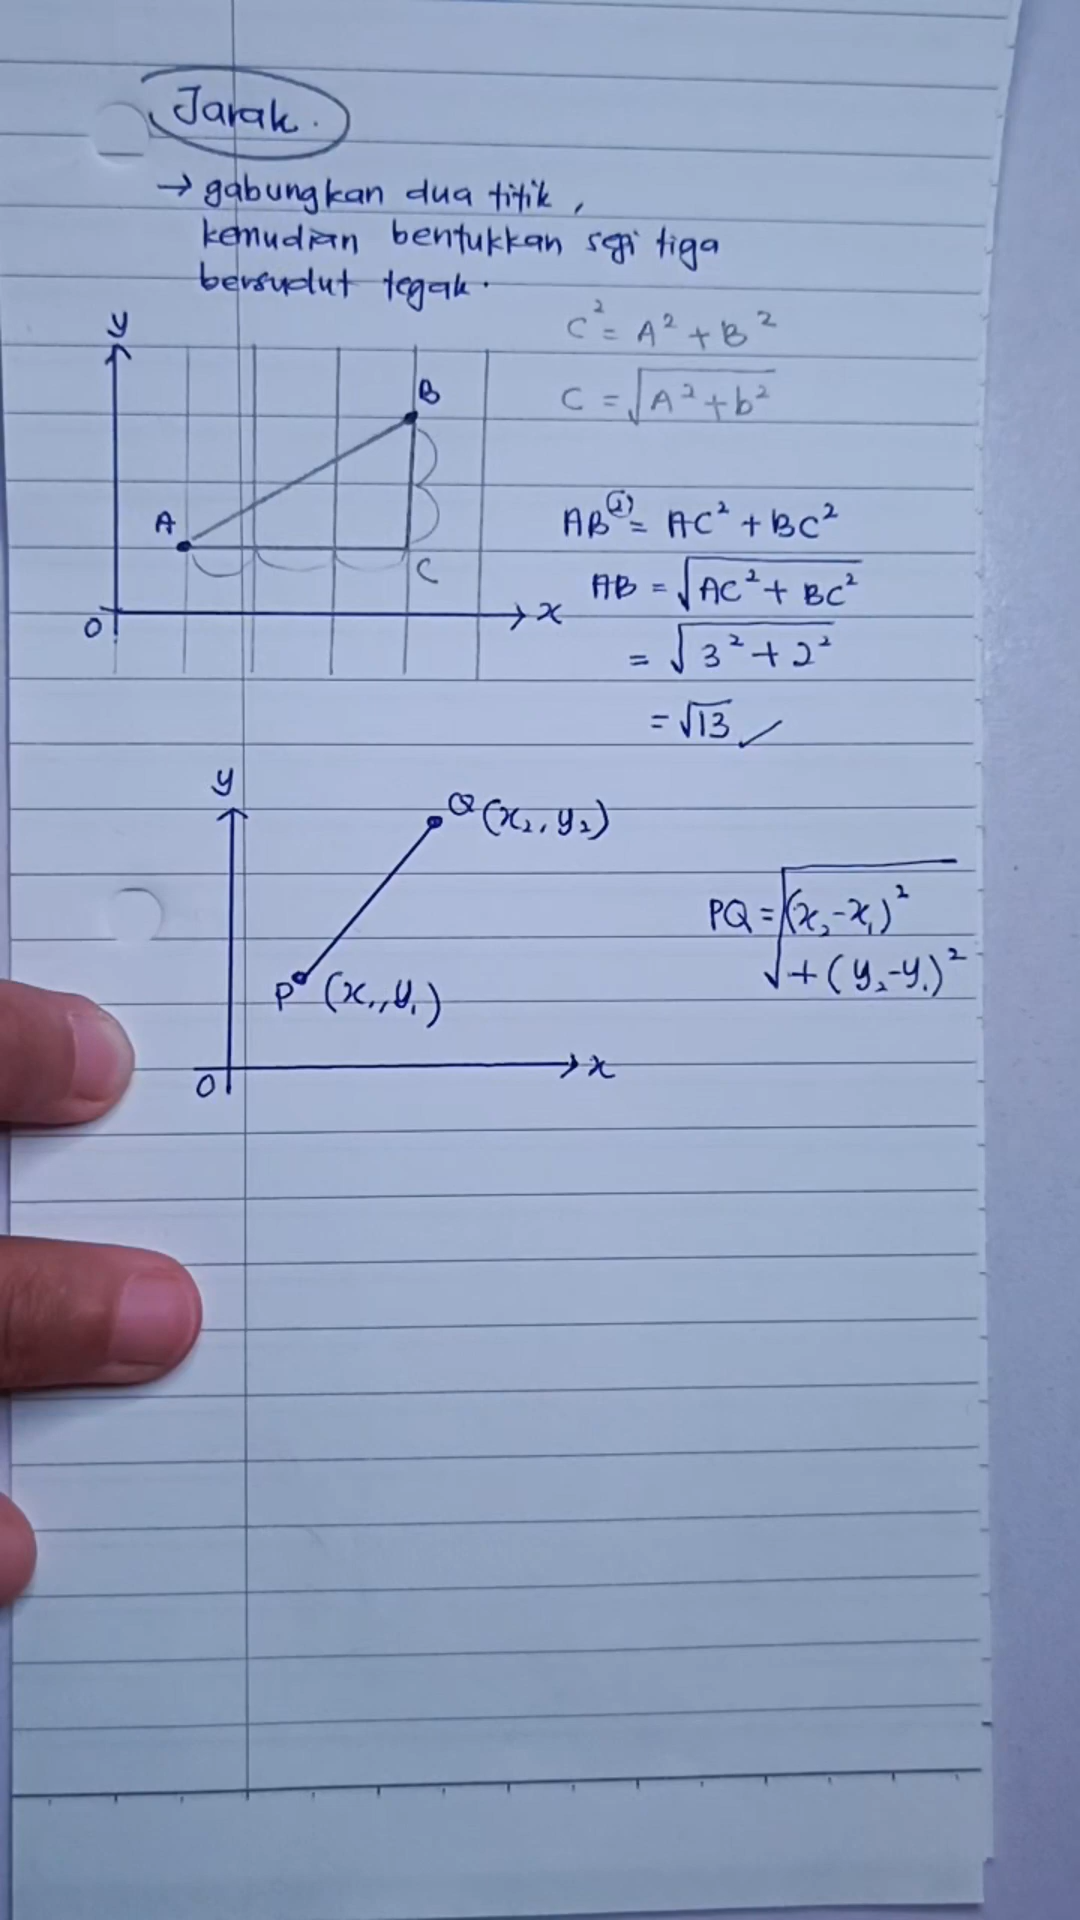 Jarak.
→ gabungkan dua titik,
kemudian bentukkan segi tiga
bersudut tegak.
C² = A² + B²
C = √(A² + b²)
y
B
A
C
O
x
AB² = AC² + BC²
AB = √(AC² + BC²)
= √(3² + 2²)
= √13 ✓
y
Q (x₂, y₂)
P (x₁, y₁)
O
x
PQ = √((x₂-x₁)²
+ (y₂-y₁)²)